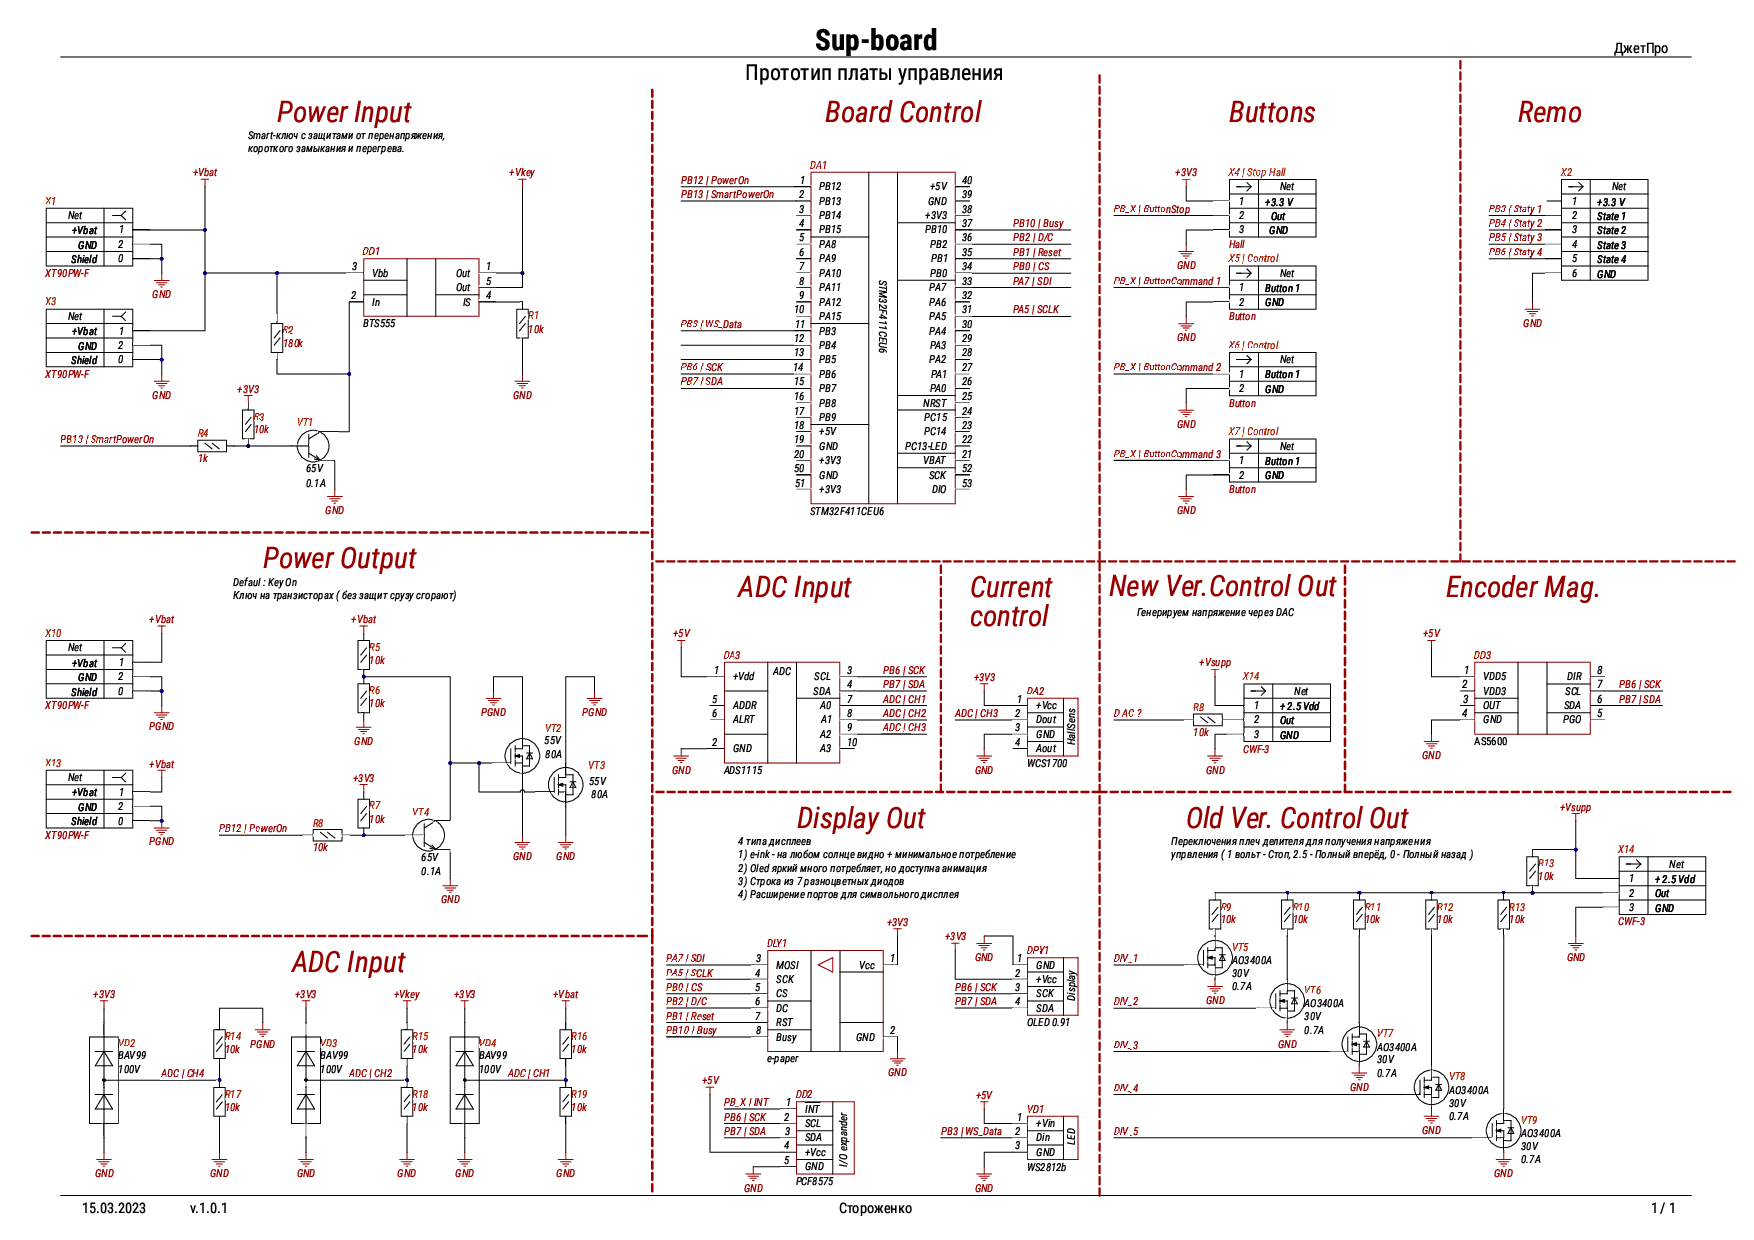 Sup-board
ДжетПро
Прототип платы управления
Power Input
Smart-ключ с защитами от перенапряжения,
короткого замыкания и перегрева.
+Vbat
+Vkey
X1
Net
+Vbat 1
GND 2
Shield 0
XT90PW-F
GND
X3
Net
+Vbat 1
GND 2
Shield 0
XT90PW-F
GND
DD1
3 Vbb Out 1
Out 5
2 In IS 4
BTS555
R1
10k
GND
R2
180k
+3V3
R3
10k
VT1
PB13 | SmartPowerOn
R4
1k
65V
0.1A
GND
Board Control
DA1
STM32F411CEU6
PB12 | PowerOn 1 PB12
PB13 | SmartPowerOn 2 PB13
3 PB14
4 PB15
5 PA8
6 PA9
7 PA10
8 PA11
9 PA12
10 PA15
PB3 | WS_Data 11 PB3
12 PB4
13 PB5
PB6 | SCK 14 PB6
PB7 | SDA 15 PB7
16 PB8
17 PB9
18 +5V
19 GND
20 +3V3
50 GND
51 +3V3
+5V 40
GND 39
+3V3 38
PB10 37 PB10 | Busy
PB2 36 PB2 | D/C
PB1 35 PB1 | Reset
PB0 34 PB0 | CS
PA7 33 PA7 | SDI
PA6 32
PA5 31 PA5 | SCLK
PA4 30
PA3 29
PA2 28
PA1 27
PA0 26
NRST 25
PC15 24
PC14 23
PC13-LED 22
VBAT 21
SCK 52
DIO 53
STM32F411CEU6
Buttons
+3V3
X4 | Stop Hall
Net
1 +3.3 V
PB_X | ButtonStop 2 Out
3 GND
Hall
GND
X5 | Control
Net
PB_X | ButtonCommand 1 1 Button 1
2 GND
Button
GND
X6 | Control
Net
PB_X | ButtonCommand 2 1 Button 1
2 GND
Button
GND
X7 | Control
Net
PB_X | ButtonCommand 3 1 Button 1
2 GND
Button
GND
Remo
X2
Net
1 +3.3 V
PB3 | Staty 1 2 State 1
PB4 | Staty 2 3 State 2
PB5 | Staty 3 4 State 3
PB6 | Staty 4 5 State 4
6 GND
GND
Power Output
Defaul : Key On
Ключ на транзисторах ( без защит срузу сгорают)
X10
Net
+Vbat 1
GND 2
Shield 0
XT90PW-F
+Vbat
PGND
X13
Net
+Vbat 1
GND 2
Shield 0
XT90PW-F
+Vbat
PGND
+Vbat
R5
10k
R6
10k
GND
+3V3
R7
10k
PB12 | PowerOn
R8
10k
VT4
65V
0.1A
GND
PGND
PGND
VT2
55V
80A
VT3
55V
80A
GND
GND
ADC Input
+5V
DA3
1 +Vdd ADC
5 ADDR
6 ALRT
2 GND
SCL 3 PB6 | SCK
SDA 4 PB7 | SDA
A0 7 ADC | CH1
A1 8 ADC | CH2
A2 9 ADC | CH3
A3 10
ADS1115
GND
Current
control
+3V3
DA2
1 +Vcc
ADC | CH3 2 Dout
3 GND
4 Aout
HallSens
WCS1700
GND
New Ver.Control Out
Генерируем напряжение через DAC
+Vsupp
X14
Net
1 +2.5 Vdd
2 Out
3 GND
CWF-3
DAC ?
R8
10k
GND
Encoder Mag.
+5V
DD3
1 VDD5
2 VDD3
3 OUT
4 GND
DIR 8
SCL 7 PB6 | SCK
SDA 6 PB7 | SDA
PGO 5
AS5600
GND
ADC Input
+3V3
VD2
BAV99
100V
ADC | CH4
GND
R14
10k
PGND
R17
10k
GND
+3V3
VD3
BAV99
100V
ADC | CH2
GND
+Vkey
R15
10k
R18
10k
GND
+3V3
VD4
BAV99
100V
ADC | CH1
GND
+Vbat
R16
10k
R19
10k
GND
Display Out
4 типа дисплеев
1) e-ink - на любом солнце видно + минимальное потребление
2) Oled яркий много потребляет, но доступна анимация
3) Строка из 7 разноцветных диодов
4) Расширение портов для символьного дисплея
+3V3
DLY1
PA7 | SDI 3 MOSI
PA5 | SCLK 4 SCK
PB0 | CS 5 CS
PB2 | D/C 6 DC
PB1 | Reset 7 RST
PB10 | Busy 8 Busy
Vcc 1
GND 2
e-paper
GND
+3V3
GND
DPY1
1 GND
2 +Vcc
PB6 | SCK 3 SCK
PB7 | SDA 4 SDA
Display
OLED 0.91
+5V
DD2
PB_X | INT 1 INT
PB6 | SCK 2 SCL
PB7 | SDA 3 SDA
4 +Vcc
5 GND
I/O expander
PCF8575
GND
+5V
VD1
1 +Vin
PB3 | WS_Data 2 Din
3 GND
LED
WS2812b
GND
Old Ver. Control Out
Переключения плеч делителя для получения напряжения
упрвления ( 1 вольт - Стоп, 2.5 - Полный вперёд, 0 - Полный назад )
+Vsupp
R13
10k
X14
Net
1 +2.5 Vdd
2 Out
3 GND
CWF-3
GND
R9
10k
R10
10k
R11
10k
R12
10k
R13
10k
DIV_1
VT5
AO3400A
30V
0.7A
GND
DIV_2
VT6
AO3400A
30V
0.7A
GND
DIV_3
VT7
AO3400A
30V
0.7A
GND
DIV_4
VT8
AO3400A
30V
0.7A
GND
DIV_5
VT9
AO3400A
30V
0.7A
GND
15.03.2023
v.1.0.1
Стороженко
1 / 1